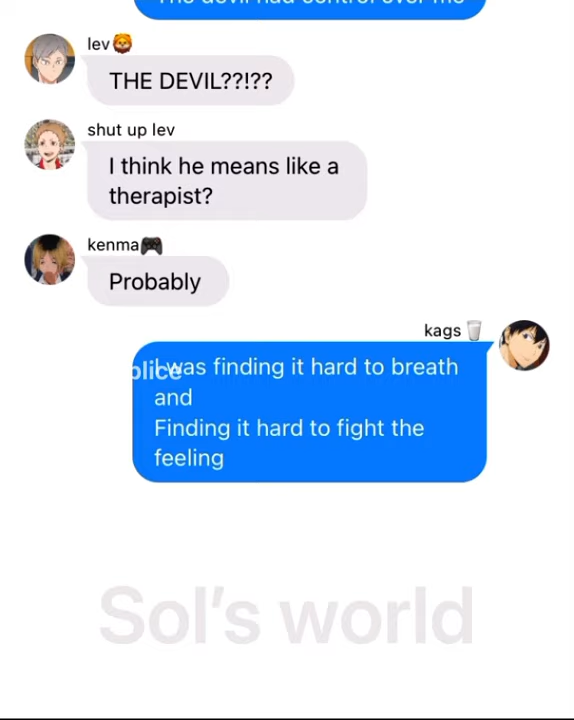 The devil had control over me
lev🦁
THE DEVIL??!??
shut up lev
I think he means like a
therapist?
kenma🎮
Probably
kags🥛
I was finding it hard to breath
and
Finding it hard to fight the
feeling
Sol's world